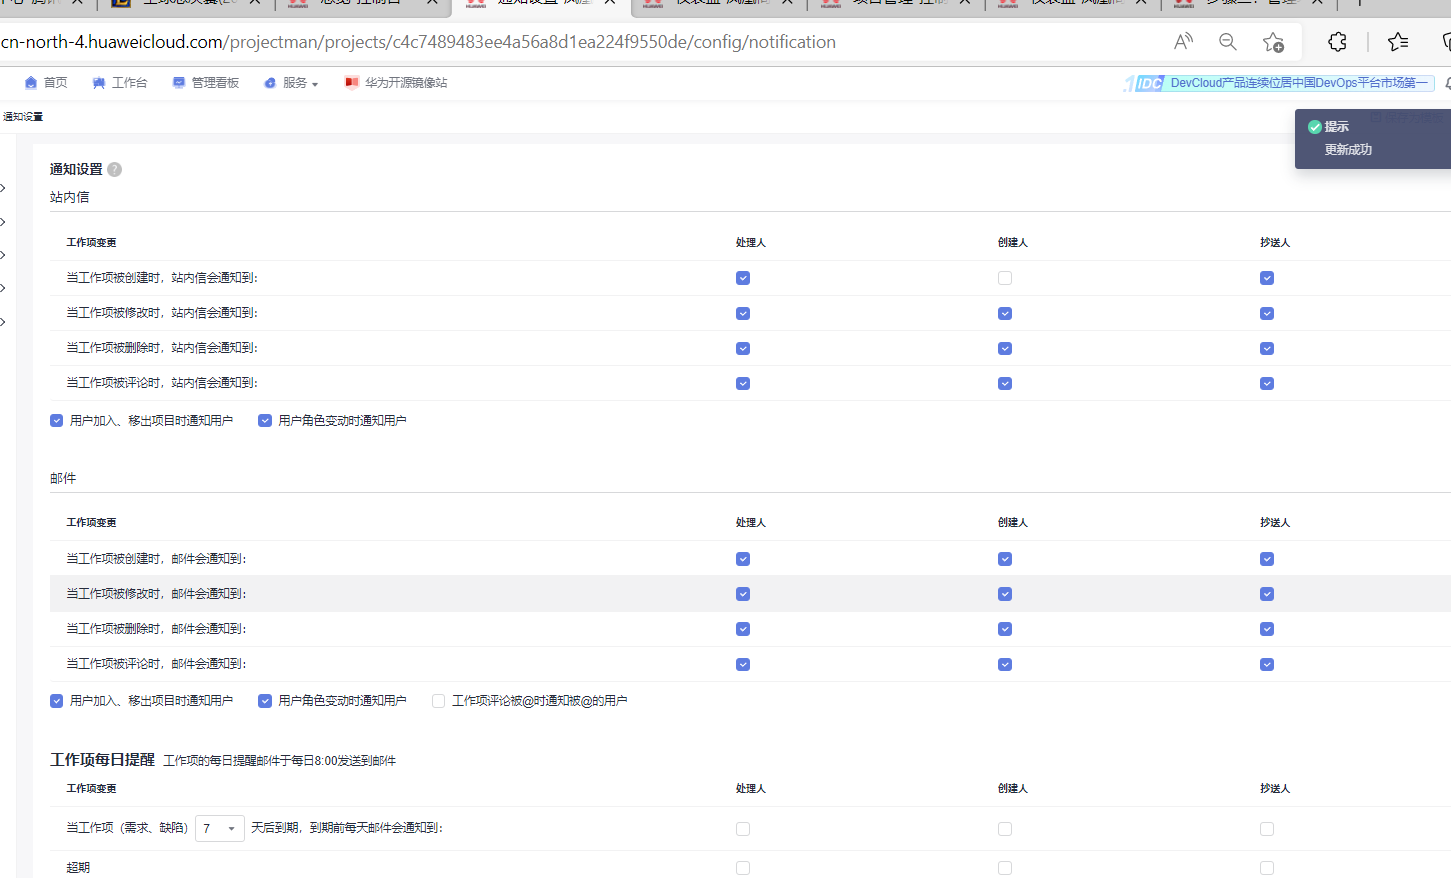 通知设置
cn-north-4.huaweicloud.com/projectman/projects/c4c7489483ee4a56a8d1ea224f9550de/config/notification
首页 工作台 管理看板 服务 华为开源镜像站 1 IDC DevCloud产品连续位居中国DevOps平台市场第一
通知设置
提示
更新成功
通知设置 ?
站内信
工作项变更 处理人 创建人 抄送人
当工作项被创建时，站内信会通知到：
当工作项被修改时，站内信会通知到：
当工作项被删除时，站内信会通知到：
当工作项被评论时，站内信会通知到：
用户加入、移出项目时通知用户 用户角色变动时通知用户
邮件
工作项变更 处理人 创建人 抄送人
当工作项被创建时，邮件会通知到：
当工作项被修改时，邮件会通知到：
当工作项被删除时，邮件会通知到：
当工作项被评论时，邮件会通知到：
用户加入、移出项目时通知用户 用户角色变动时通知用户 工作项评论被@时通知被@的用户
工作项每日提醒 工作项的每日提醒邮件于每日8:00发送到邮件
工作项变更 处理人 创建人 抄送人
当工作项（需求、缺陷） 7 天后到期，到期前每天邮件会通知到：
超期